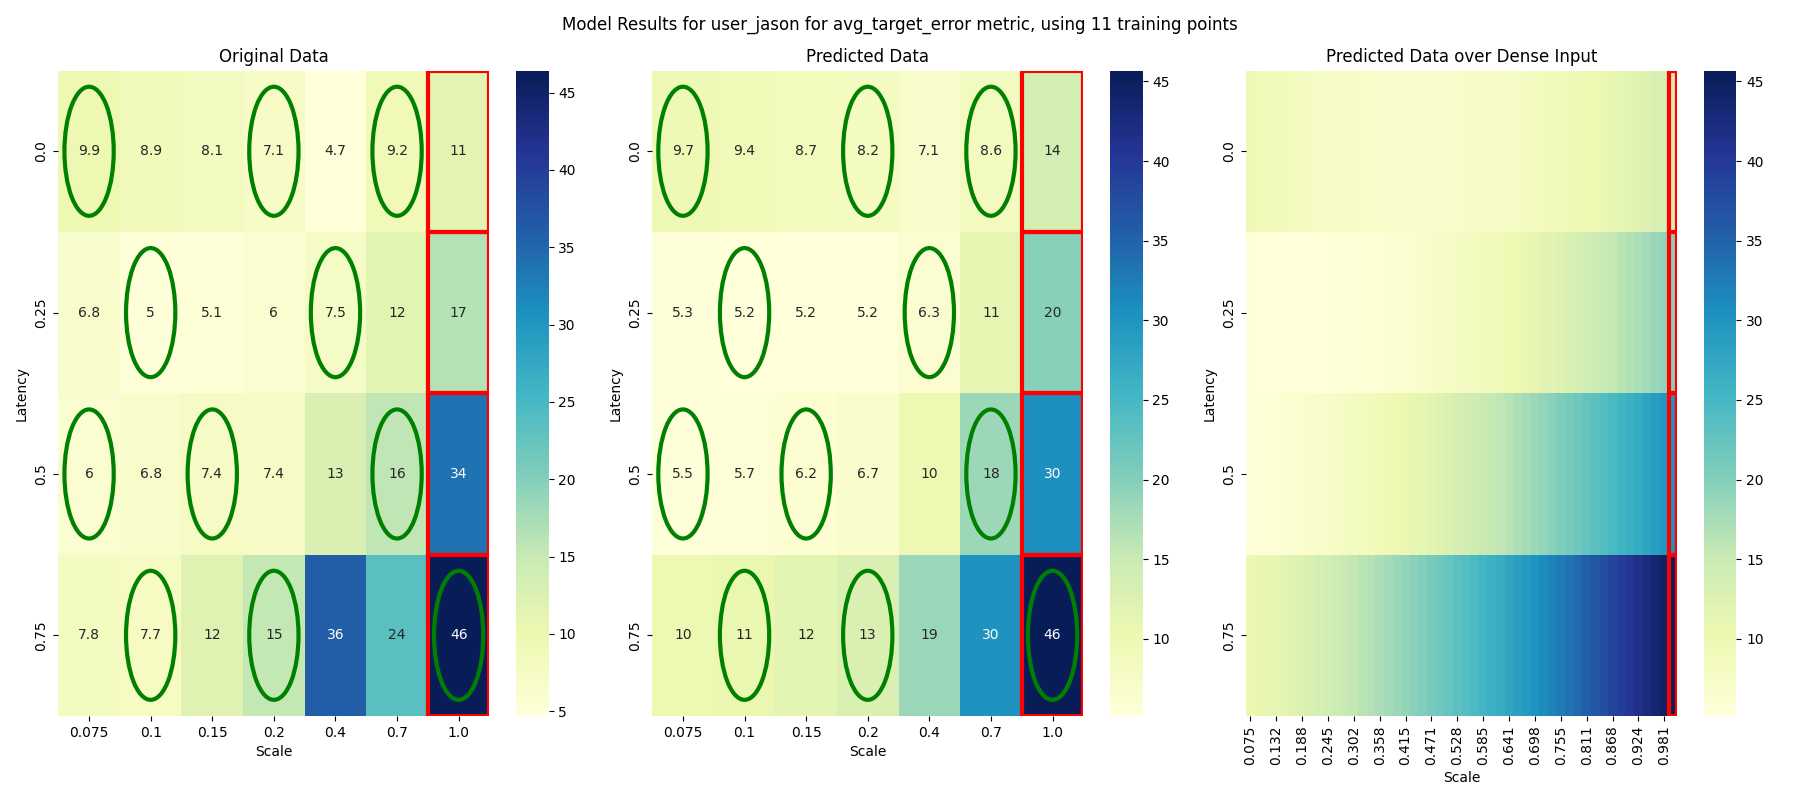 Model Results for user_jason for avg_target_error metric, using 11 training points
Original Data
Latency
0.0 9.9 8.9 8.1 7.1 4.7 9.2 11
0.25 6.8 5 5.1 6 7.5 12 17
0.5 6 6.8 7.4 7.4 13 16 34
0.75 7.8 7.7 12 15 36 24 46
0.075 0.1 0.15 0.2 0.4 0.7 1.0
Scale
45
40
35
30
25
20
15
10
5
Predicted Data
Latency
0.0 9.7 9.4 8.7 8.2 7.1 8.6 14
0.25 5.3 5.2 5.2 5.2 6.3 11 20
0.5 5.5 5.7 6.2 6.7 10 18 30
0.75 10 11 12 13 19 30 46
0.075 0.1 0.15 0.2 0.4 0.7 1.0
Scale
45
40
35
30
25
20
15
10
Predicted Data over Dense Input
Latency
0.0
0.25
0.5
0.75
0.075 0.132 0.188 0.245 0.302 0.358 0.415 0.471 0.528 0.585 0.641 0.698 0.755 0.811 0.868 0.924 0.981
Scale
45
40
35
30
25
20
15
10